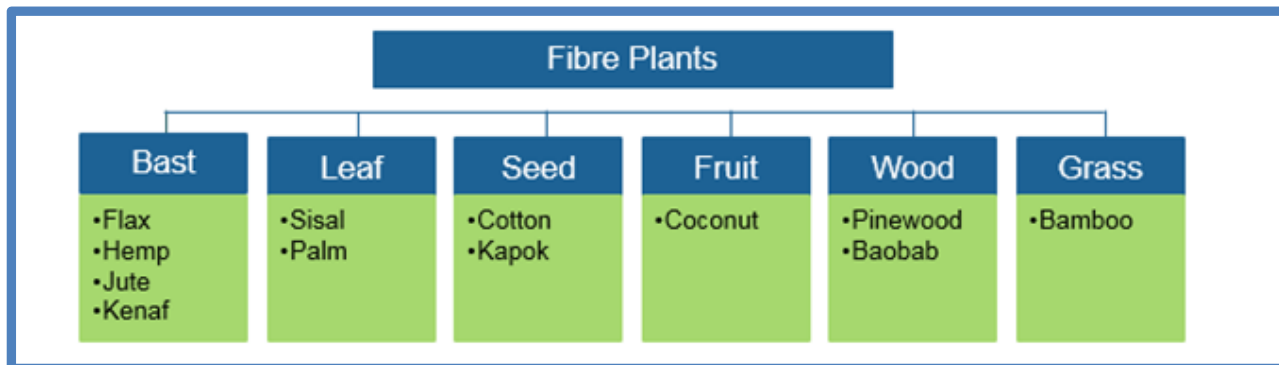 Fibre Plants
Bast
•Flax
•Hemp
•Jute
•Kenaf
Leaf
•Sisal
•Palm
Seed
•Cotton
•Kapok
Fruit
•Coconut
Wood
•Pinewood
•Baobab
Grass
•Bamboo